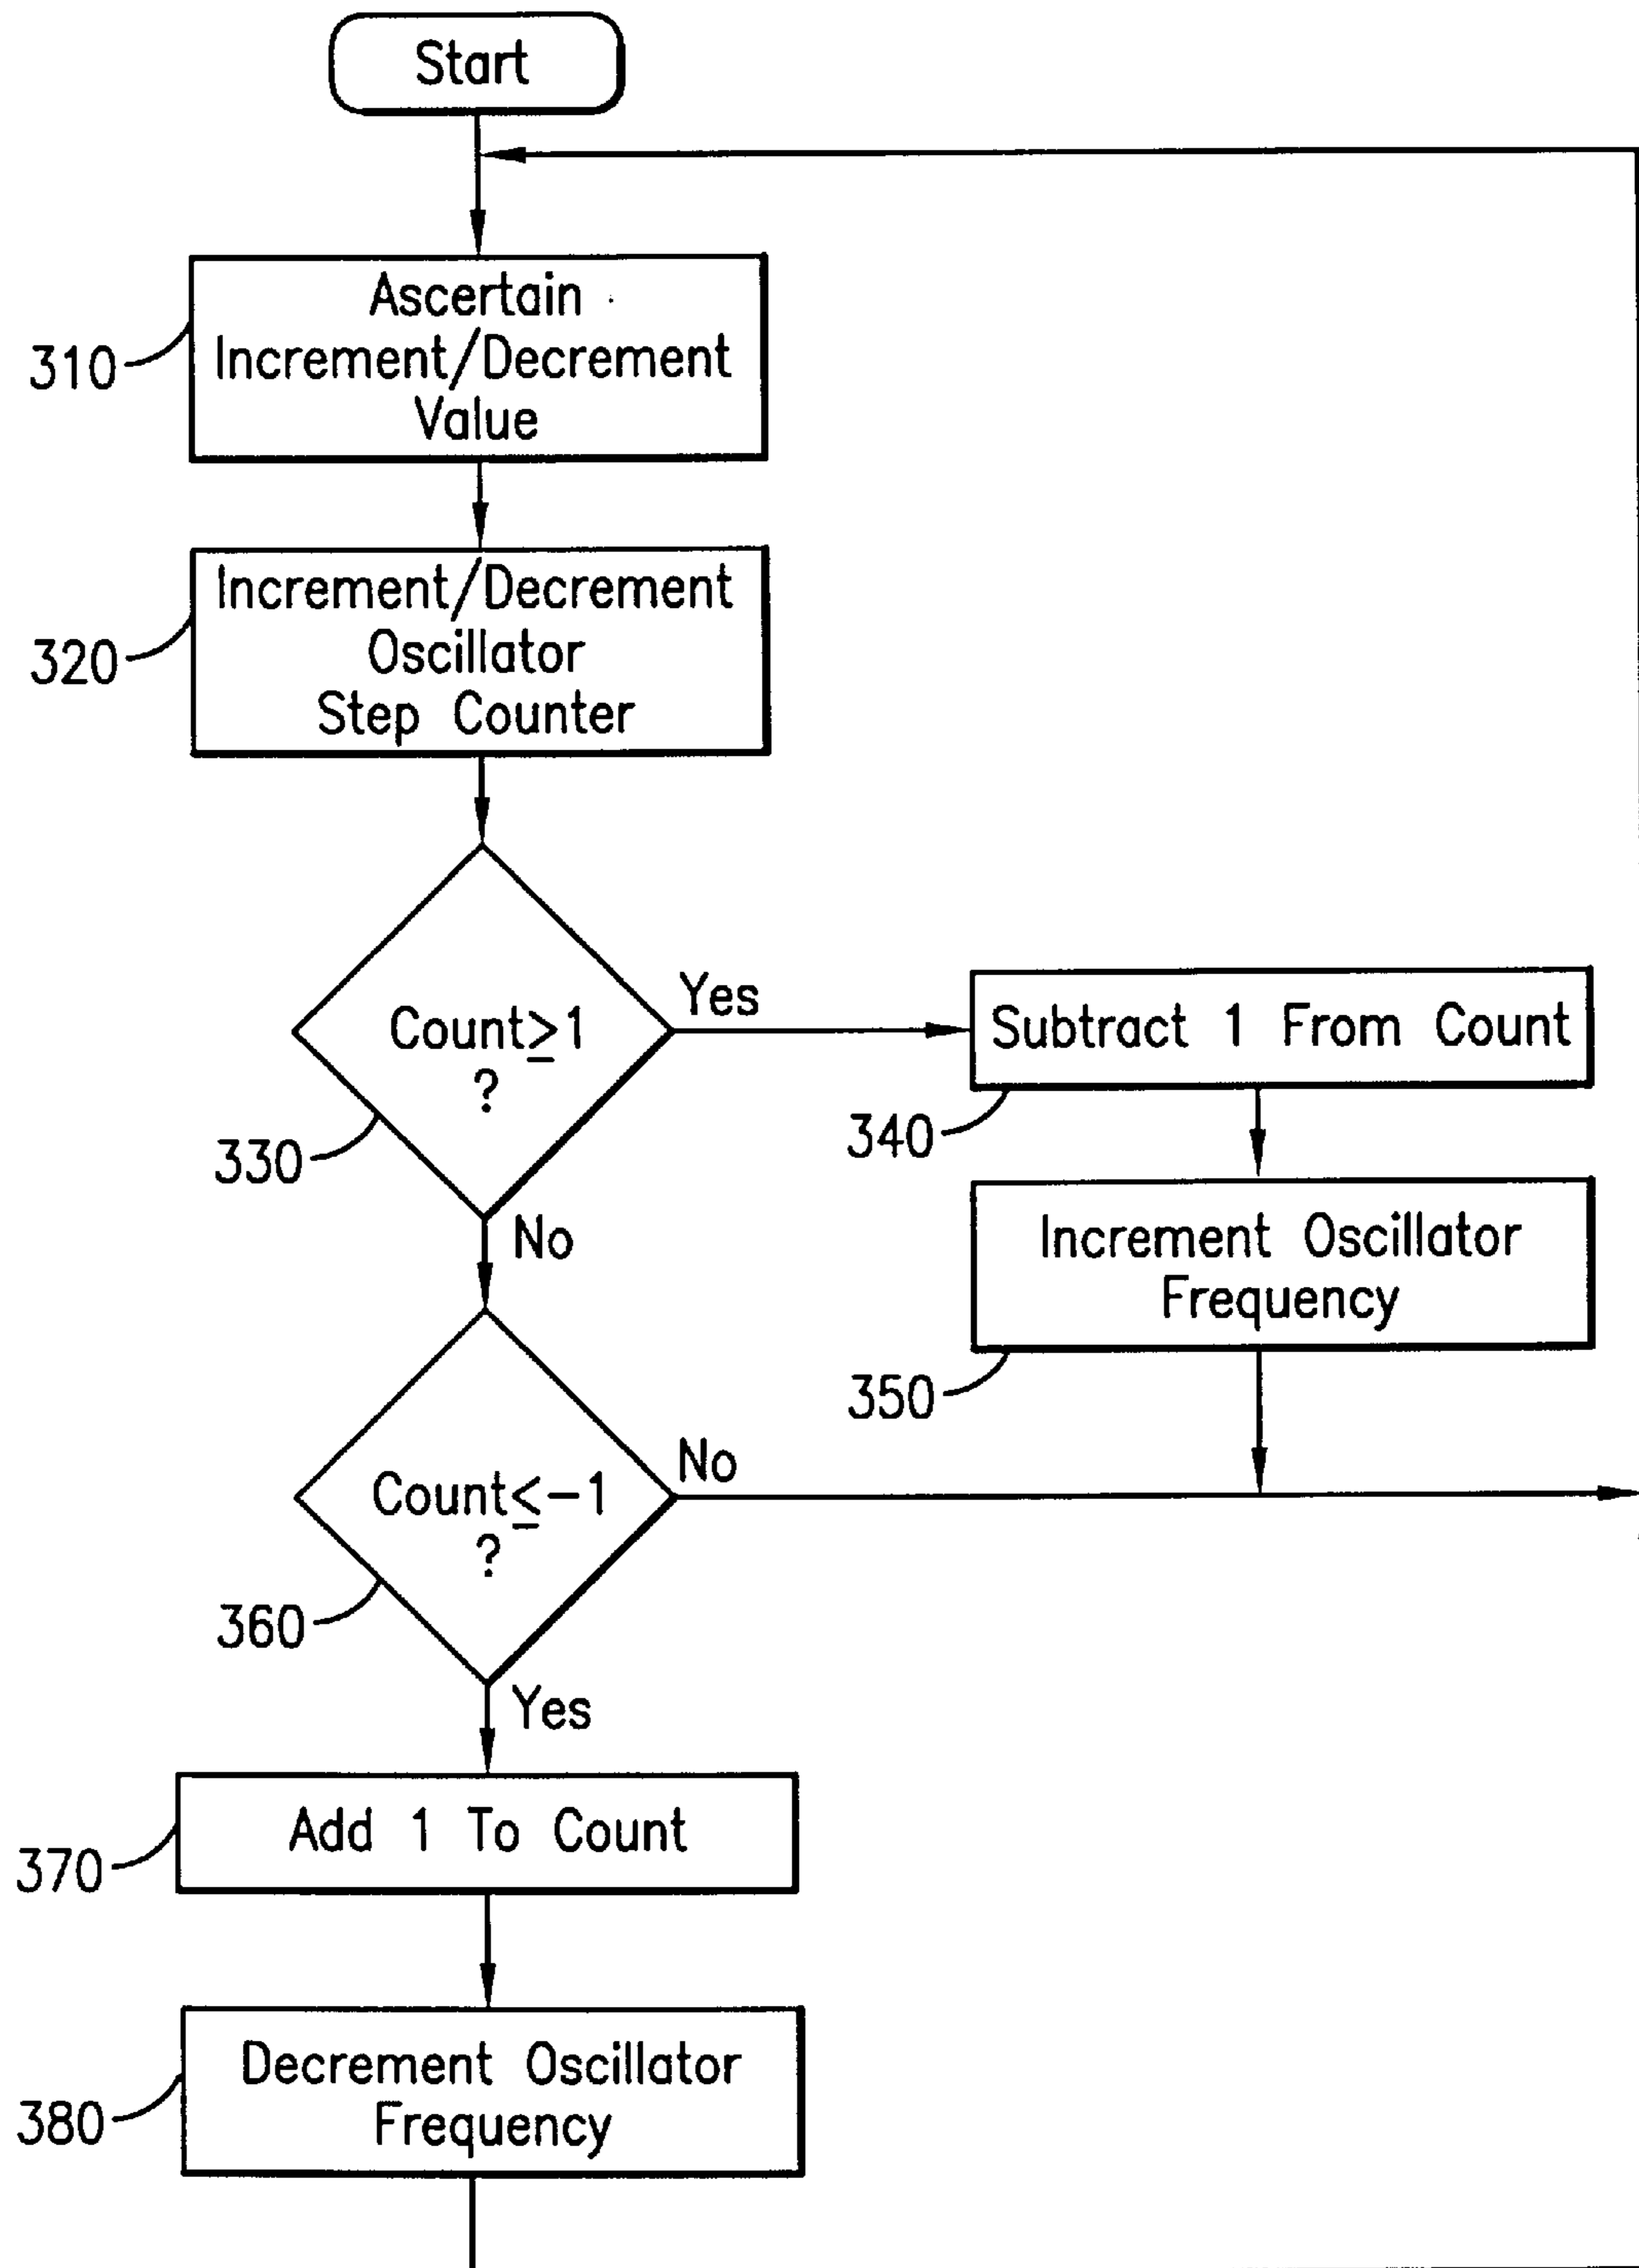 Start
Ascertain
Increment/Decrement
Value
310
Increment/Decrement
Oscillator
Step Counter
320
Count≥1
?
330
Yes
Subtract 1 From Count
340
No
Increment Oscillator
Frequency
350
Count≤-1
?
360
No
Yes
Add 1 To Count
370
Decrement Oscillator
Frequency
380